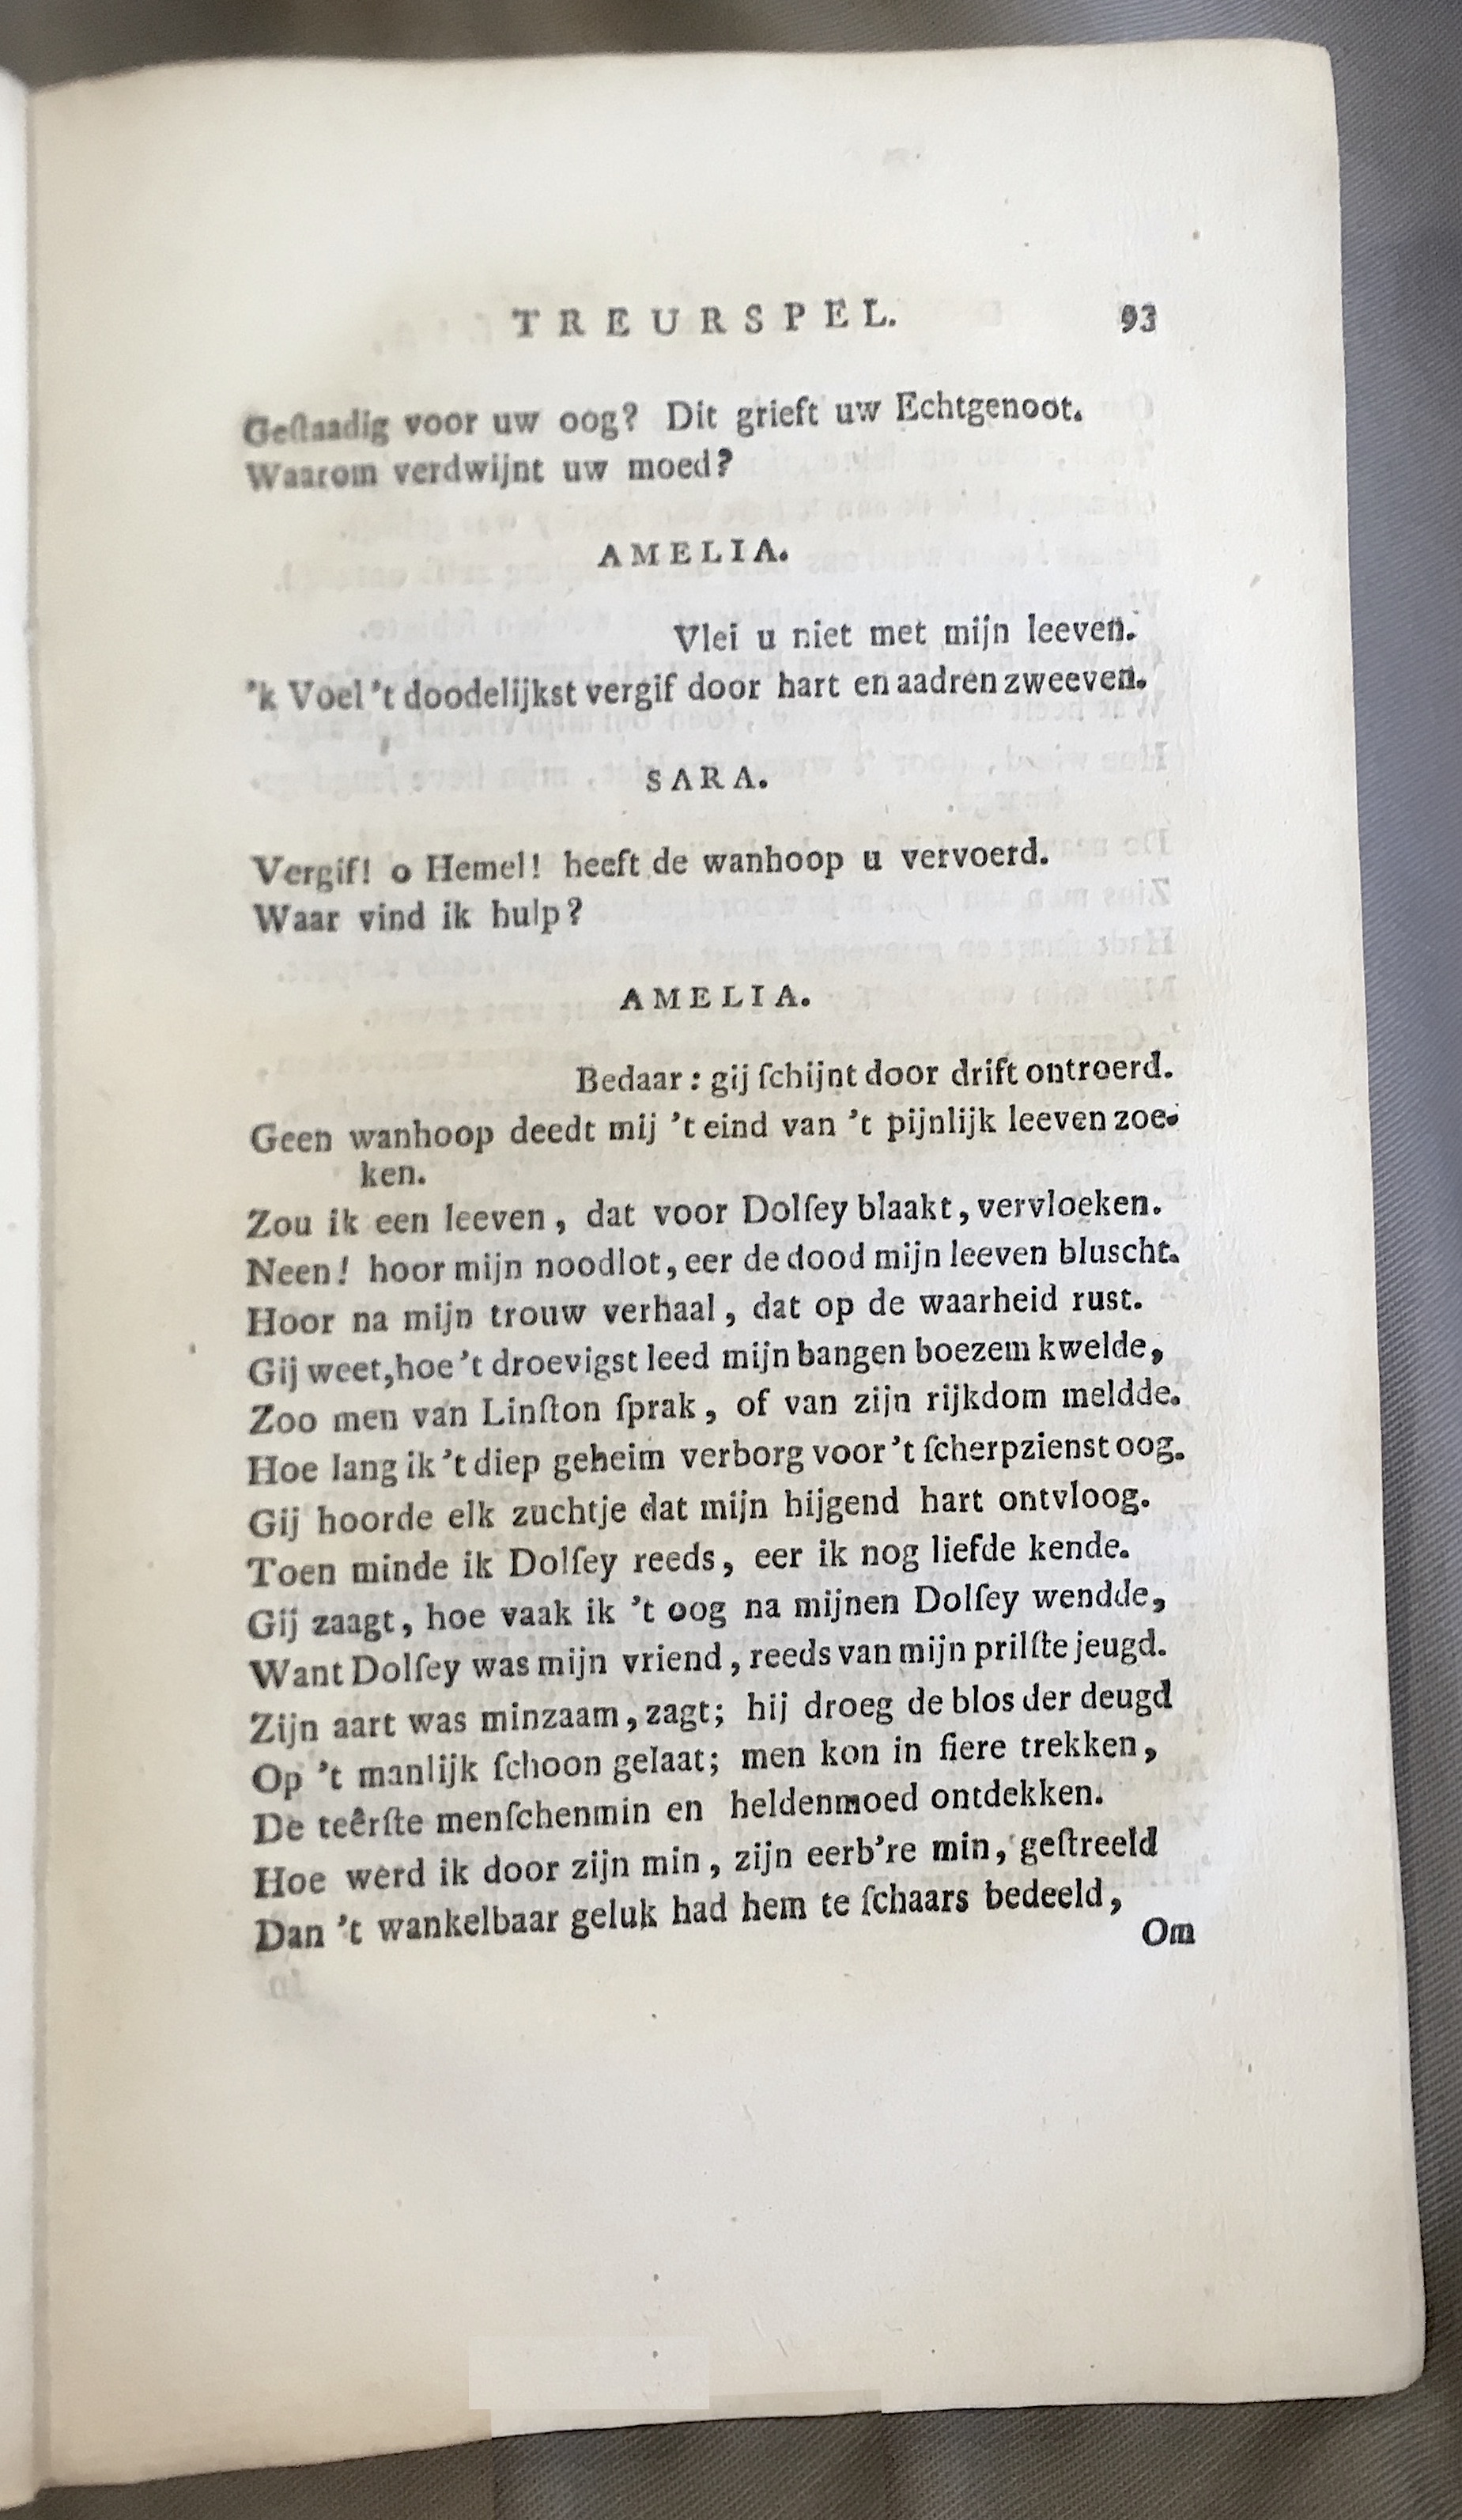 TREURSPEL. 93
Geſtaadig voor uw oog? Dit grieft uw Echtgenoot.
Waarom verdwijnt uw moed?
AMELIA.
Vlei u niet met mijn leeven.
’k Voel ’t doodelijkst vergif door hart en aadren zweeven.
SARA.
Vergif! o Hemel! heeft de wanhoop u vervoerd.
Waar vind ik hulp?
AMELIA.
Bedaar: gij ſchijnt door drift ontroerd.
Geen wanhoop deedt mij ’t eind van ’t pijnlijk leeven zoe-
ken.
Zou ik een leeven, dat voor Dolſey blaakt, vervloeken.
Neen! hoor mijn noodlot, eer de dood mijn leeven bluscht.
Hoor na mijn trouw verhaal, dat op de waarheid rust.
Gij weet, hoe ’t droevigst leed mijn bangen boezem kwelde,
Zoo men van Linſton ſprak, of van zijn rijkdom meldde.
Hoe lang ik ’t diep geheim verborg voor ’t ſcherpzienst oog.
Gij hoorde elk zuchtje dat mijn hijgend hart ontvloog.
Toen minde ik Dolſey reeds, eer ik nog liefde kende.
Gij zaagt, hoe vaak ik ’t oog na mijnen Dolſey wendde,
Want Dolſey was mijn vriend, reeds van mijn prilſte jeugd.
Zijn aart was minzaam, zagt; hij droeg de blos der deugd
Op ’t manlijk ſchoon gelaat; men kon in fiere trekken,
De teêrſte menſchenmin en heldenmoed ontdekken.
Hoe werd ik door zijn min, zijn eerb’re min, geſtreeld
Dan ’t wankelbaar geluk had hem te ſchaars bedeeld,
Om